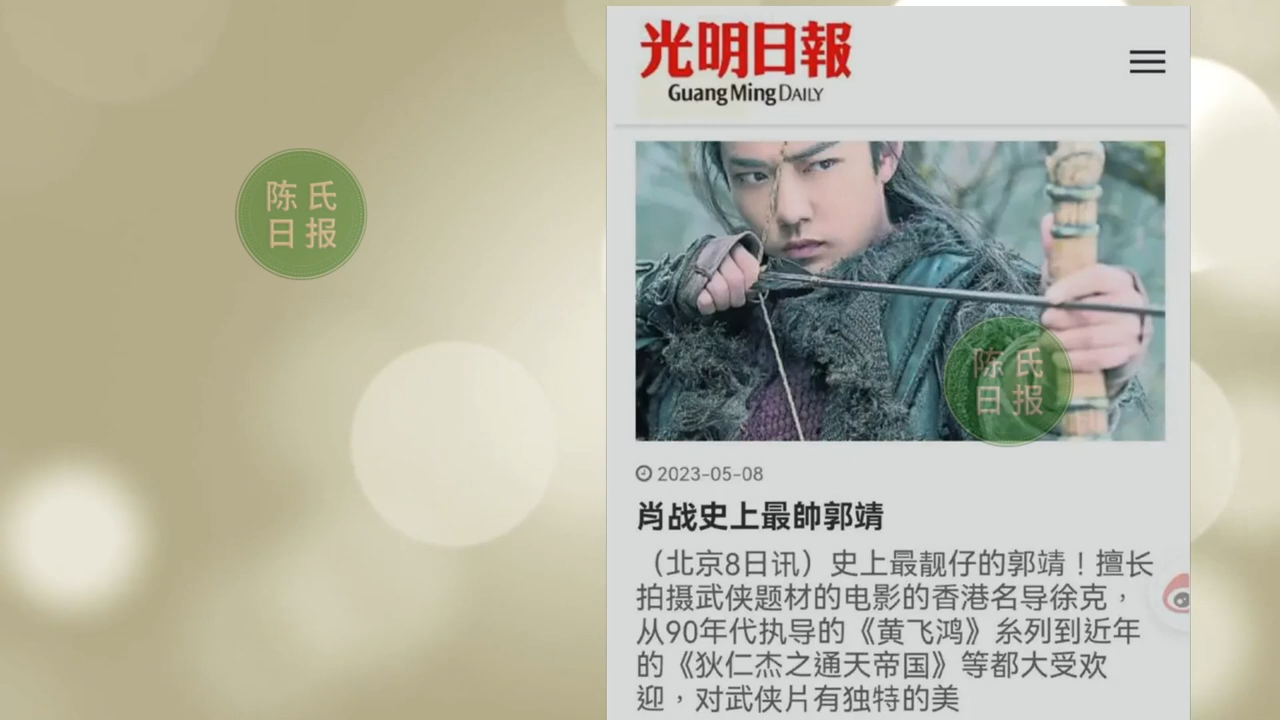 陈氏
日报
光明日報
Guang Ming DAILY
陈氏
日报
2023-05-08
肖战史上最帥郭靖
（北京8日讯）史上最靓仔的郭靖！擅长
拍摄武侠题材的电影的香港名导徐克，
从90年代执导的《黄飞鸿》系列到近年
的《狄仁杰之通天帝国》等都大受欢
迎，对武侠片有独特的美